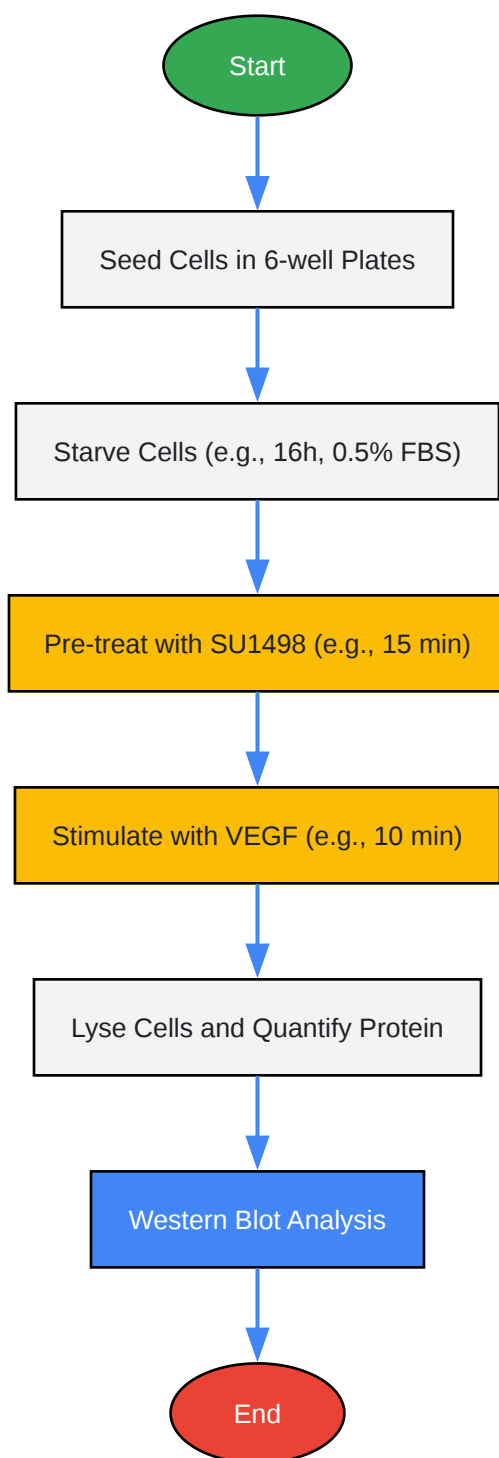 Start
Seed Cells in 6-well Plates
Starve Cells (e.g., 16h, 0.5% FBS)
Pre-treat with SU1498 (e.g., 15 min)
Stimulate with VEGF (e.g., 10 min)
Lyse Cells and Quantify Protein
Western Blot Analysis
End